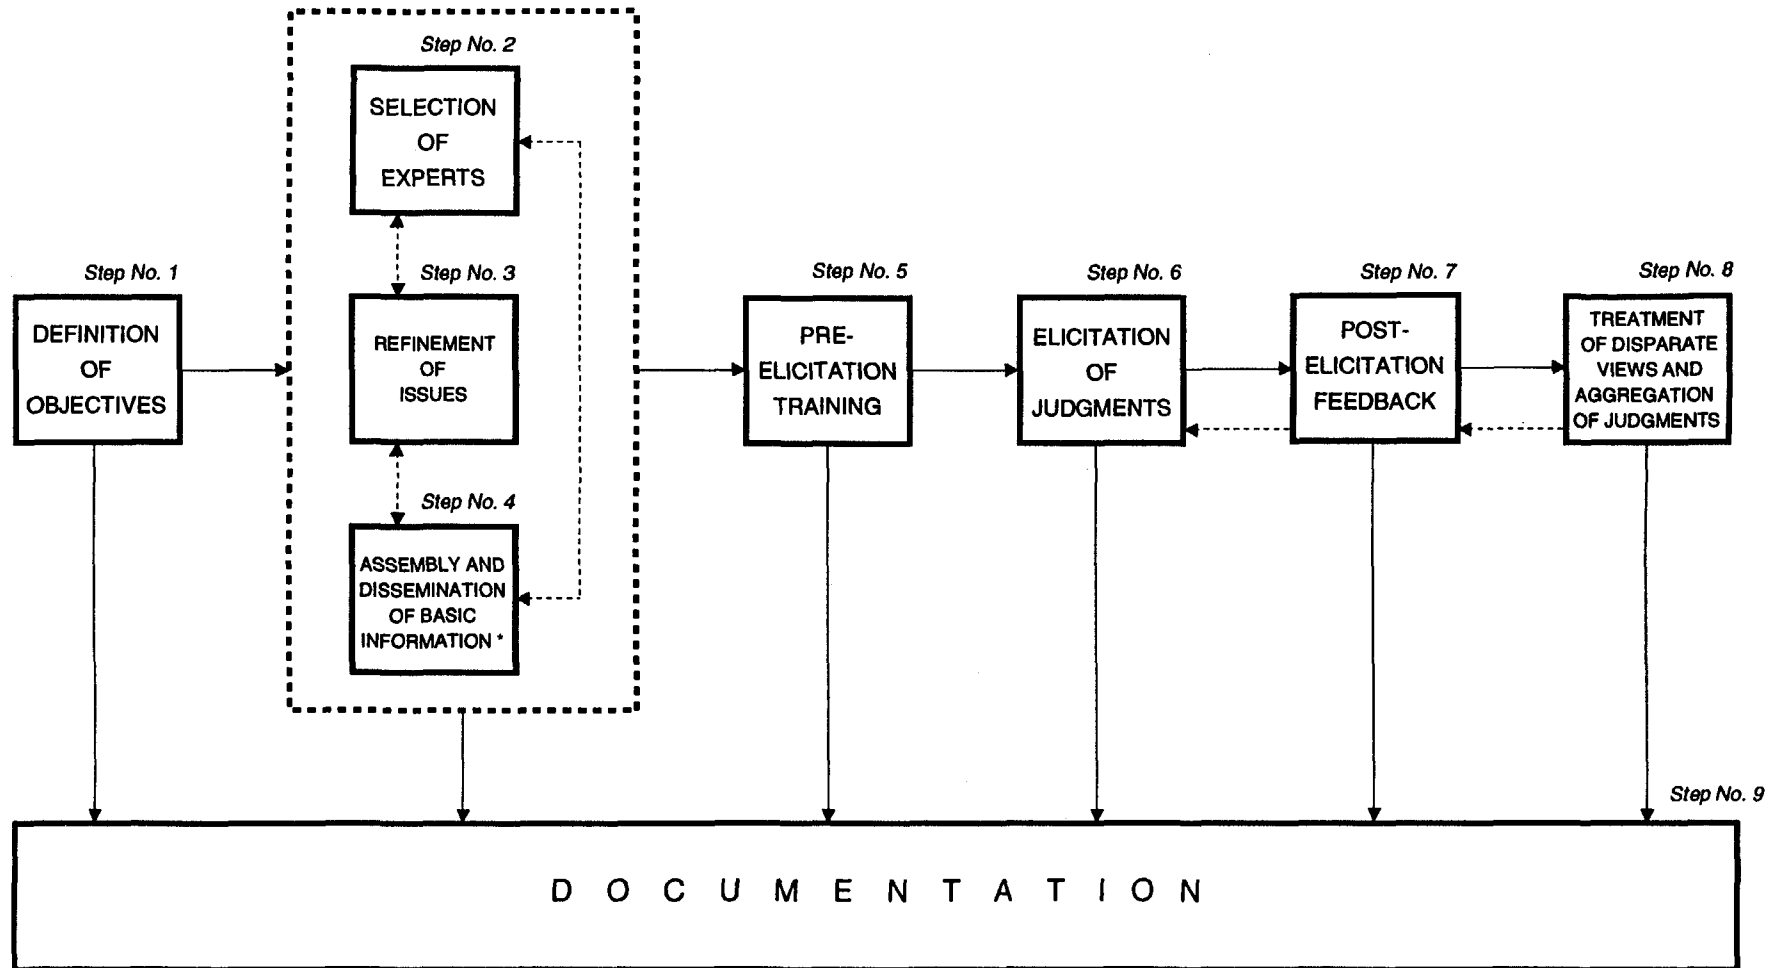 Step No. 2
SELECTION
OF
EXPERTS
Step No. 1
DEFINITION
OF
OBJECTIVES
Step No. 3
REFINEMENT
OF
ISSUES
Step No. 4
ASSEMBLY AND
DISSEMINATION
OF BASIC
INFORMATION *
Step No. 5
PRE-
ELICITATION
TRAINING
Step No. 6
ELICITATION
OF
JUDGMENTS
Step No. 7
POST-
ELICITATION
FEEDBACK
Step No. 8
TREATMENT
OF DISPARATE
VIEWS AND
AGGREGATION
OF JUDGMENTS
Step No. 9
D O C U M E N T A T I O N